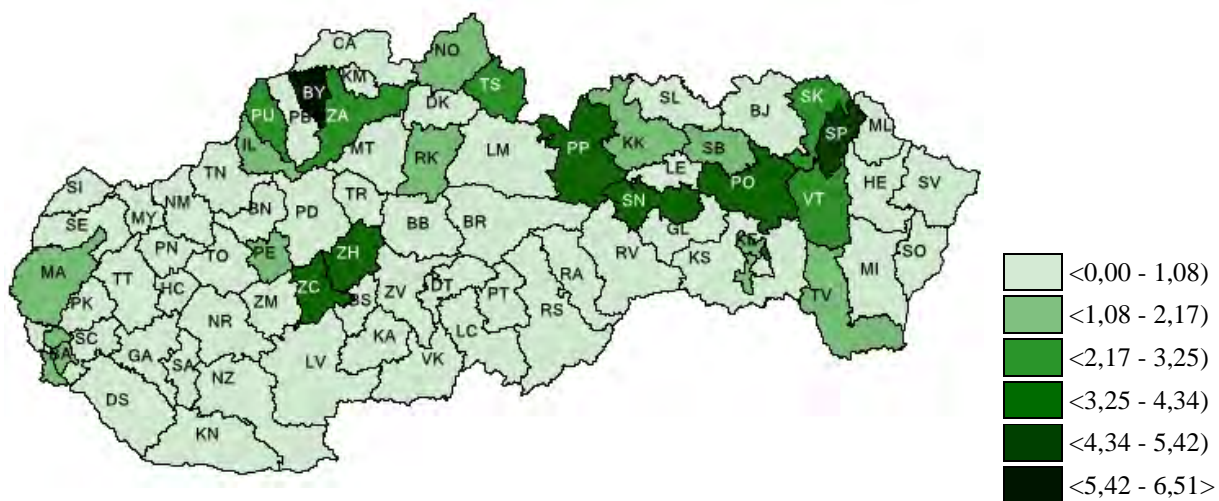 CA
NO
KM
BY
TS
PU
PB
ZA
DK
SL
BJ
SK
SP
ML
IL
MT
RK
LM
PP
KK
SB
LE
PO
HE
SV
TN
SI
NM
BN
PD
TR
SN
VT
SE
MY
BB
BR
GL
PN
TO
PE
ZH
RV
KS
KE
SO
MA
TT
HC
ZC
RA
MI
PK
ZM
BS
ZV
DT
PT
TV
NR
RS
SC
BA
GA
SA
LV
KA
LC
VK
NZ
DS
KN
<0,00 - 1,08)
<1,08 - 2,17)
<2,17 - 3,25)
<3,25 - 4,34)
<4,34 - 5,42)
<5,42 - 6,51>